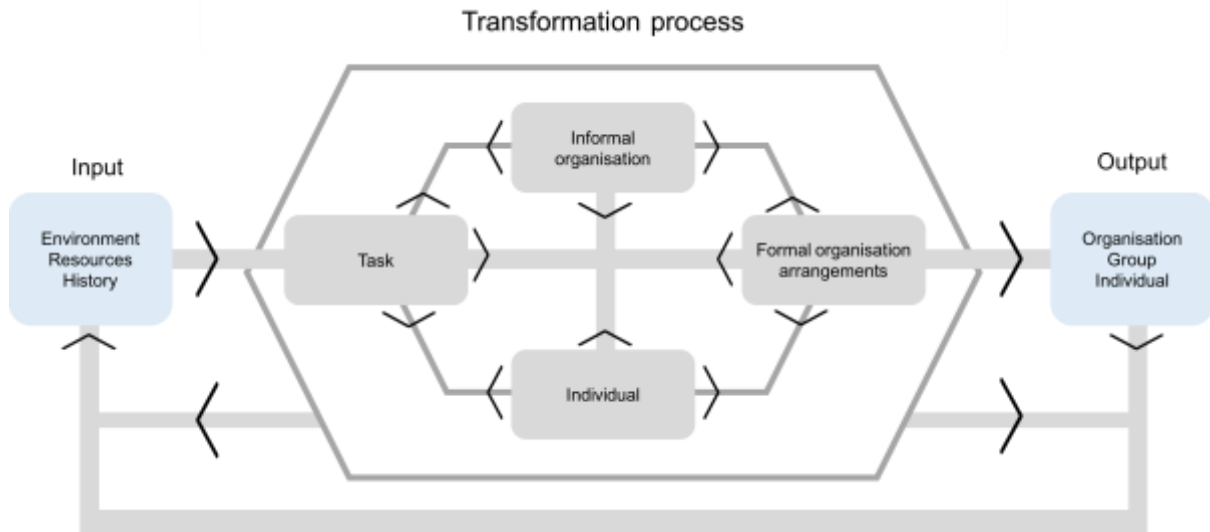 Transformation process
Input
Environment
Resources
History
Task
Informal
organisation
Individual
Formal organisation
arrangements
Output
Organisation
Group
Individual